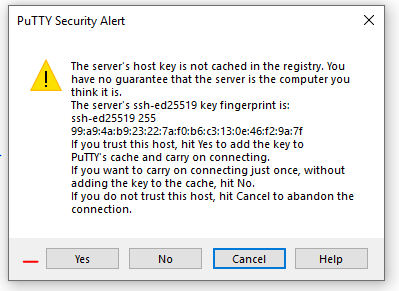 PuTTY Security Alert
The server's host key is not cached in the registry. You
have no guarantee that the server is the computer you
think it is.
The server's ssh-ed25519 key fingerprint is:
ssh-ed25519 255
99:a9:4a:b9:23:22:7a:f0:b6:c3:13:0e:46:f2:9a:7f
If you trust this host, hit Yes to add the key to
PuTTY's cache and carry on connecting.
If you want to carry on connecting just once, without
adding the key to the cache, hit No.
If you do not trust this host, hit Cancel to abandon the
connection.
Yes No Cancel Help